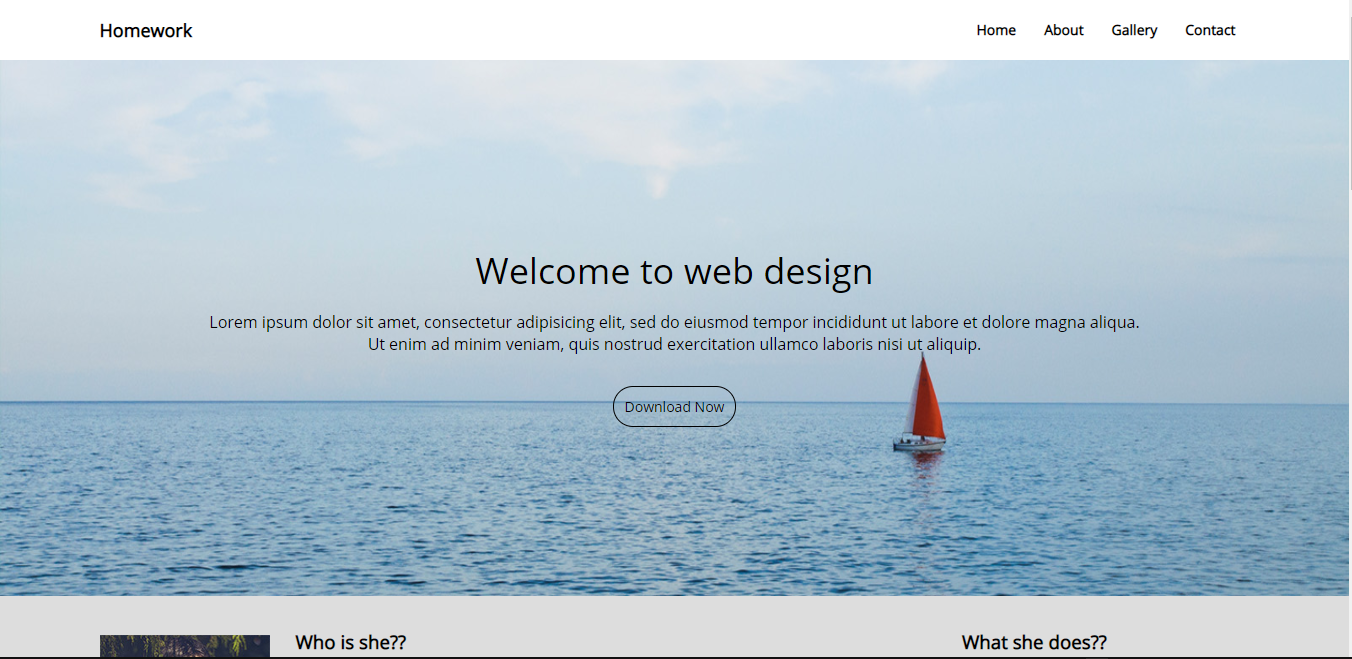 Homework
Home About Gallery Contact
Welcome to web design
Lorem ipsum dolor sit amet, consectetur adipisicing elit, sed do eiusmod tempor incididunt ut labore et dolore magna aliqua.
Ut enim ad minim veniam, quis nostrud exercitation ullamco laboris nisi ut aliquip.
Download Now
Who is she??
What she does??